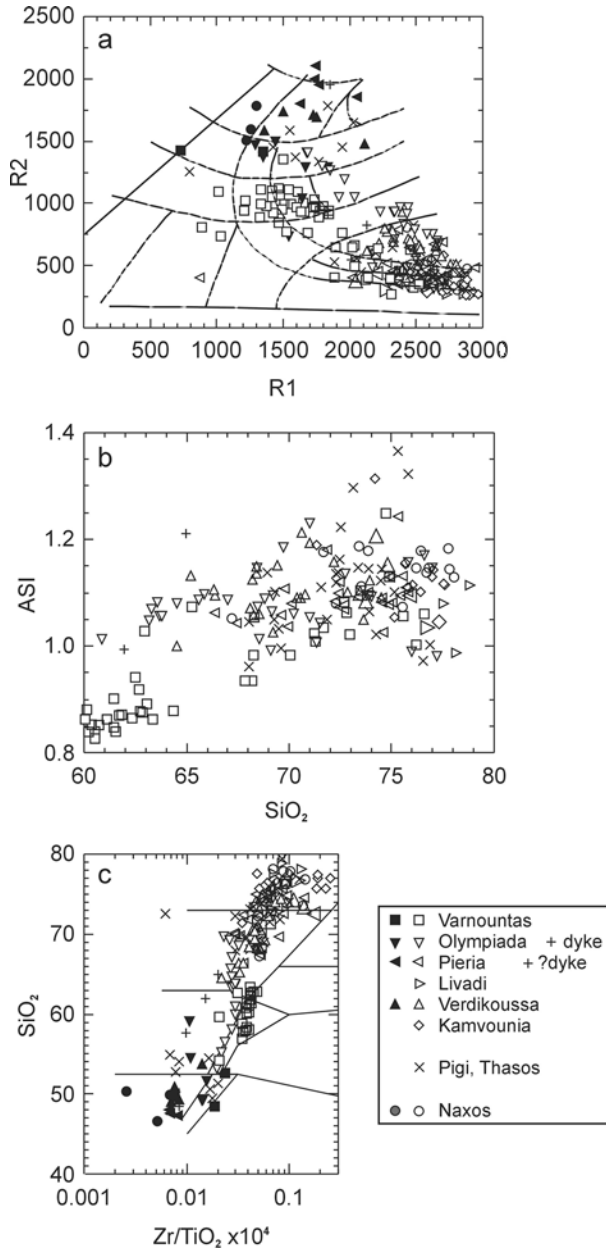 a
2500
2000
1500
1000
500
0
R2
0 500 1000 1500 2000 2500 3000
R1
b
1.4
1.2
1.0
0.8
ASI
60 65 70 75 80
SiO₂
c
80
70
60
50
40
SiO₂
0.001 0.01 0.1
Zr/TiO₂ x10⁴
Varnountas
Olympiada + dyke
Pieria + ?dyke
Livadi
Verdikoussa
Kamvounia
Pigi, Thasos
Naxos